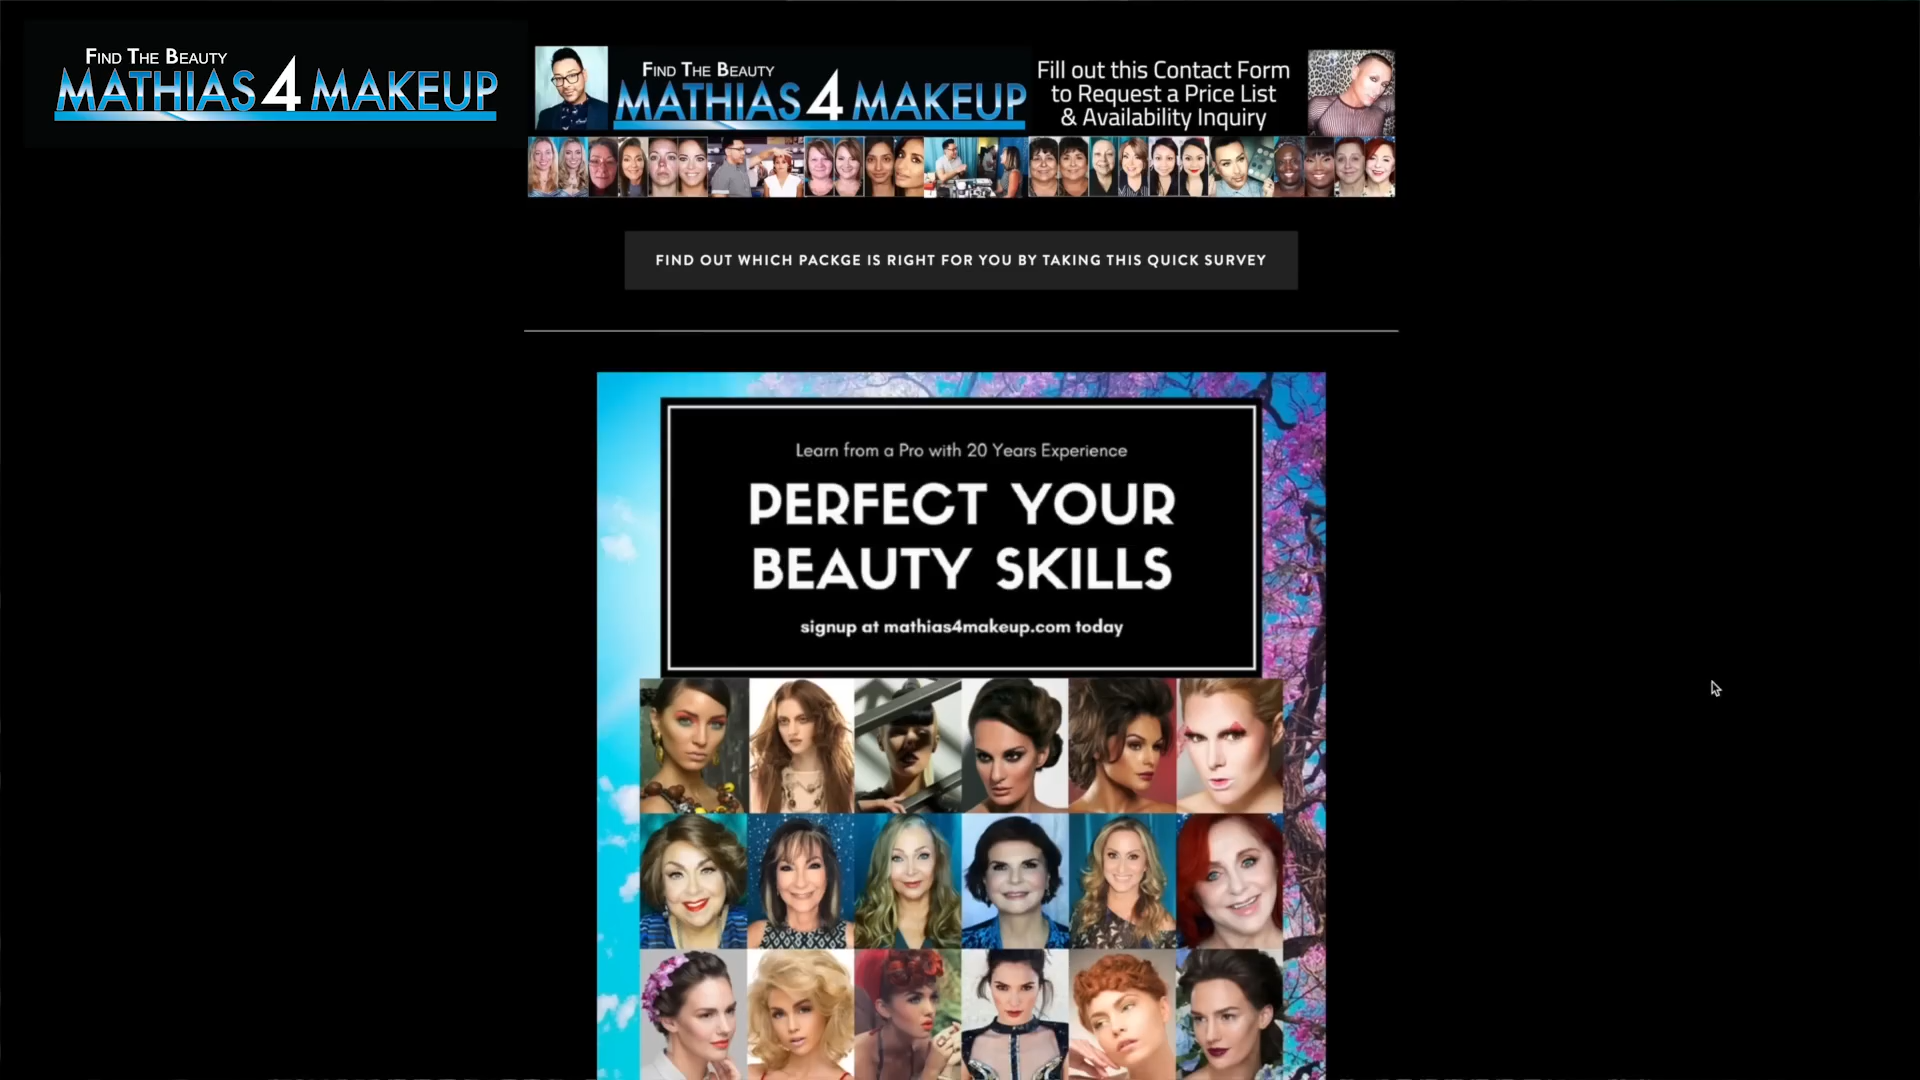 FIND THE BEAUTY
MATHIAS 4 MAKEUP
FIND THE BEAUTY
MATHIAS 4 MAKEUP
Fill out this Contact Form
to Request a Price List
& Availability Inquiry
FIND OUT WHICH PACKGE IS RIGHT FOR YOU BY TAKING THIS QUICK SURVEY
Learn from a Pro with 20 Years Experience
PERFECT YOUR
BEAUTY SKILLS
signup at mathias4makeup.com today